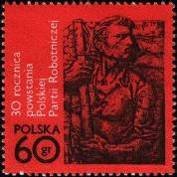 30 rocznica
powstania
Polskiej
Partii Robotniczej
POLSKA
60 gr